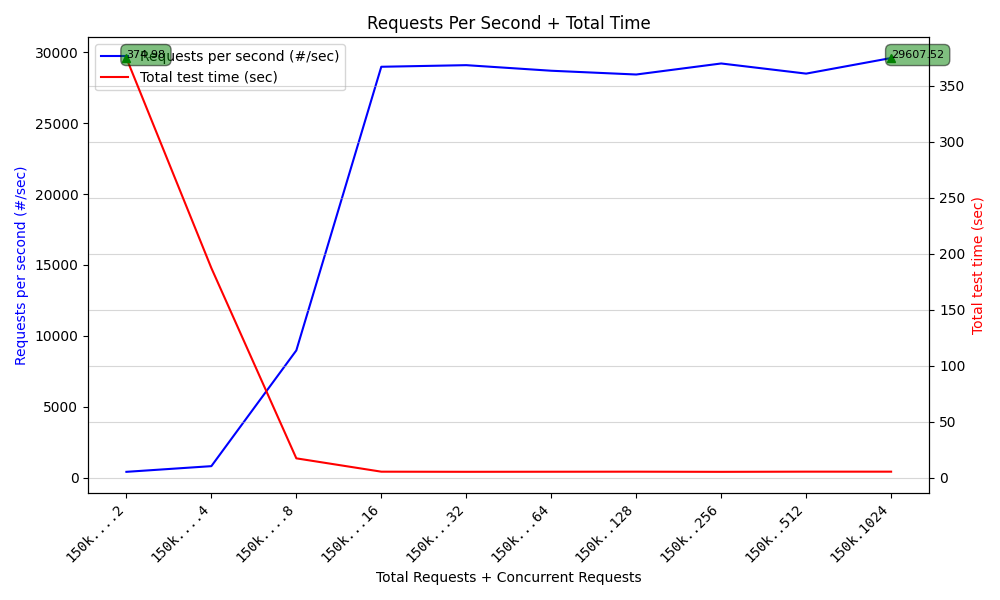 Requests Per Second + Total Time
374.98
Requests per second (#/sec)
Total test time (sec)
29607.52
30000
25000
20000
15000
10000
5000
0
Requests per second (#/sec)
350
300
250
200
150
100
50
0
Total test time (sec)
150k....2
150k....4
150k....8
150k...16
150k...32
150k...64
150k..128
150k..256
150k..512
150k.1024
Total Requests + Concurrent Requests